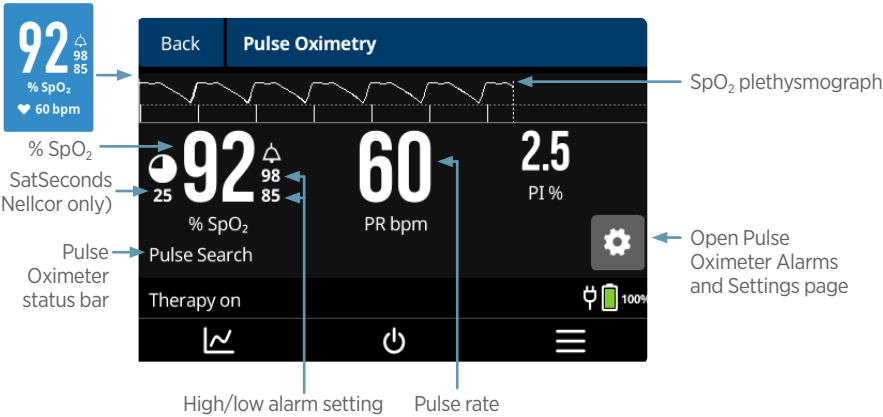 92
98
85
% SpO₂
60 bpm
Back
Pulse Oximetry
SpO₂ plethysmograph
% SpO₂
SatSeconds
Nellcor only)
25
92
98
85
% SpO₂
60
PR bpm
2.5
PI %
Pulse
Oximeter
status bar
Pulse Search
Open Pulse
Oximeter Alarms
and Settings page
Therapy on
100%
High/low alarm setting
Pulse rate